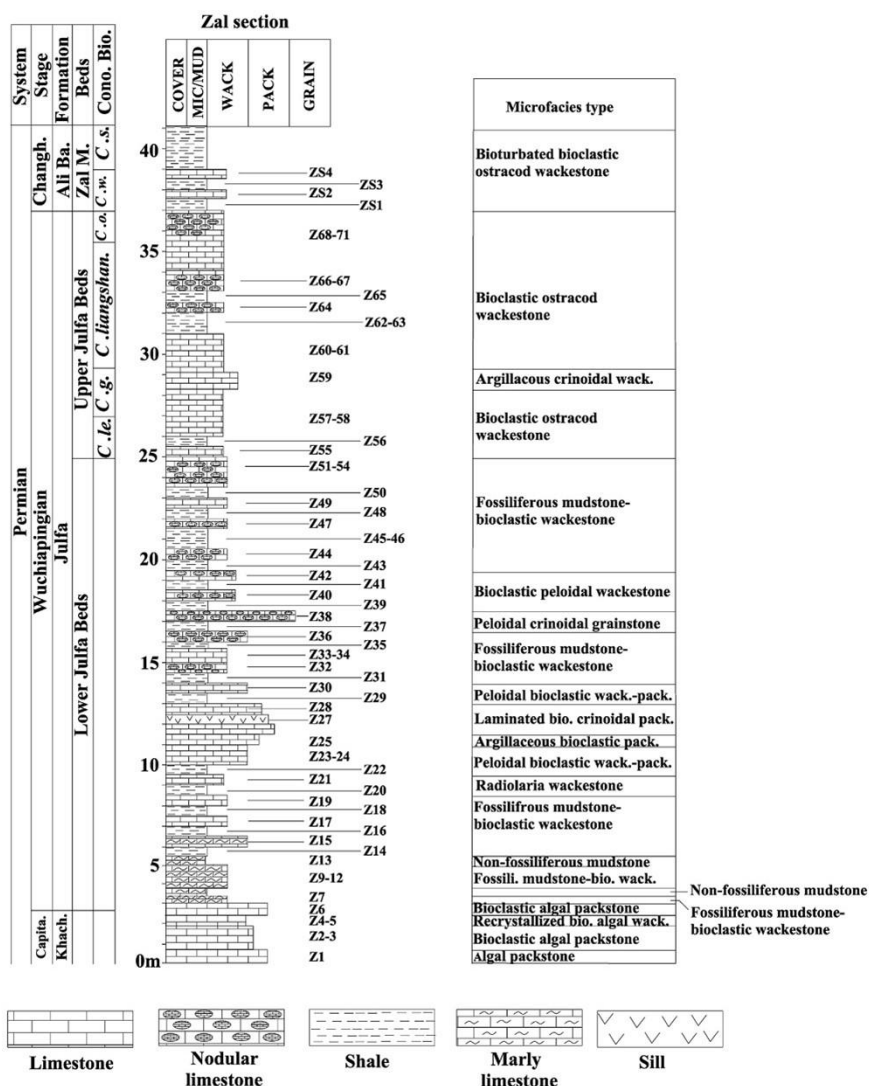 Zal section
System
Stage
Formation
Beds
Cono. Bio.
COVER
MIC/MUD
WACK
PACK
GRAIN
Microfacies type
Permian
Capita.
Wuchiapingian
Changh.
Khach.
Julfa
Ali Ba.
Lower Julfa Beds
Upper Julfa Beds
Zal M.
C .le.
C .g.
C .liangshan.
C .o.
C .w.
C .s.
40
35
30
25
20
15
10
5
0m
ZS4
ZS3
ZS2
ZS1
Z68-71
Z66-67
Z65
Z64
Z62-63
Z60-61
Z59
Z57-58
Z56
Z55
Z51-54
Z50
Z49
Z48
Z47
Z45-46
Z44
Z43
Z42
Z41
Z40
Z39
Z38
Z37
Z36
Z35
Z33-34
Z32
Z31
Z30
Z29
Z28
Z27
Z25
Z23-24
Z22
Z21
Z20
Z19
Z18
Z17
Z16
Z15
Z14
Z13
Z9-12
Z7
Z6
Z4-5
Z2-3
Z1
Bioturbated bioclastic
ostracod wackestone
Bioclastic ostracod
wackestone
Argillacous crinoidal wack.
Bioclastic ostracod
wackestone
Fossiliferous mudstone-
bioclastic wackestone
Bioclastic peloidal wackestone
Peloidal crinoidal grainstone
Fossiliferous mudstone-
bioclastic wackestone
Peloidal bioclastic wack.-pack.
Laminated bio. crinoidal pack.
Argillaceous bioclastic pack.
Peloidal bioclastic wack.-pack.
Radiolaria wackestone
Fossilifrous mudstone-
bioclastic wackestone
Non-fossiliferous mudstone
Fossili. mudstone-bio. wack.
Non-fossiliferous mudstone
Fossiliferous mudstone-
bioclastic wackestone
Bioclastic algal packstone
Recrystallized bio. algal wack.
Bioclastic algal packstone
Algal packstone
Limestone
Nodular
limestone
Shale
Marly
limestone
Sill